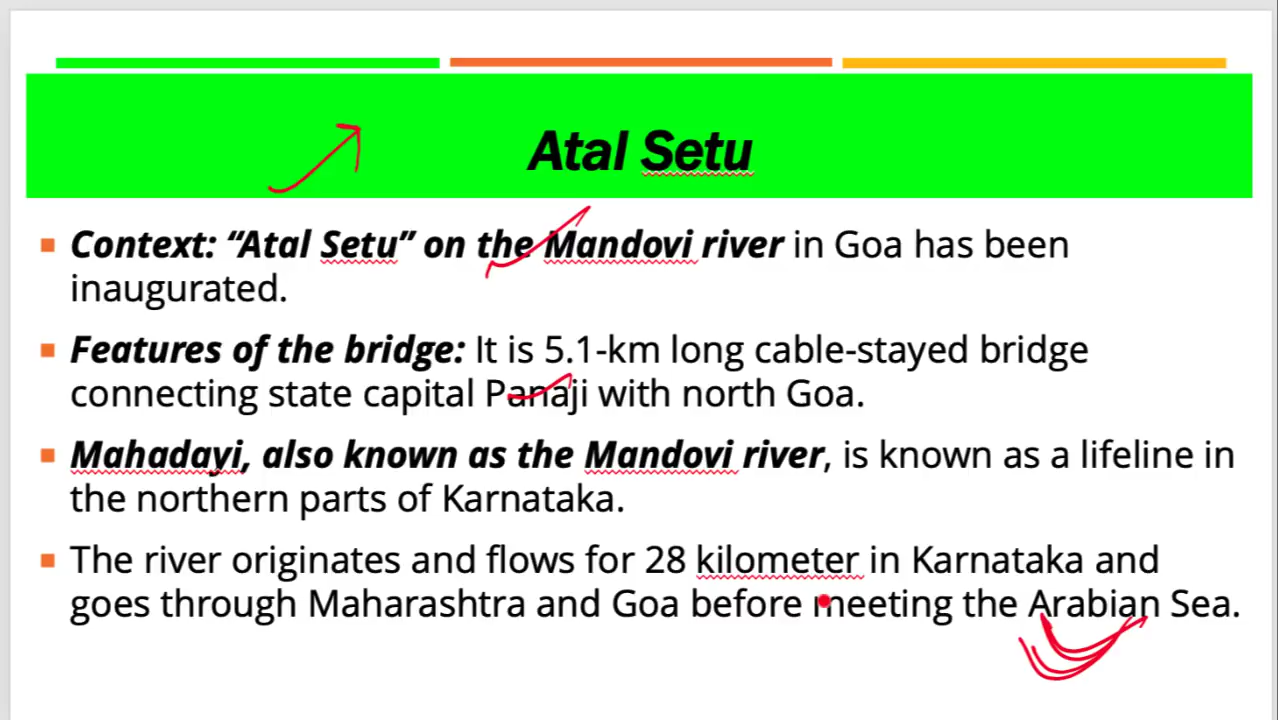 Atal Setu
Context: “Atal Setu” on the Mandovi river in Goa has been
inaugurated.
Features of the bridge: It is 5.1-km long cable-stayed bridge
connecting state capital Panaji with north Goa.
Mahadayi, also known as the Mandovi river, is known as a lifeline in
the northern parts of Karnataka.
The river originates and flows for 28 kilometer in Karnataka and
goes through Maharashtra and Goa before meeting the Arabian Sea.